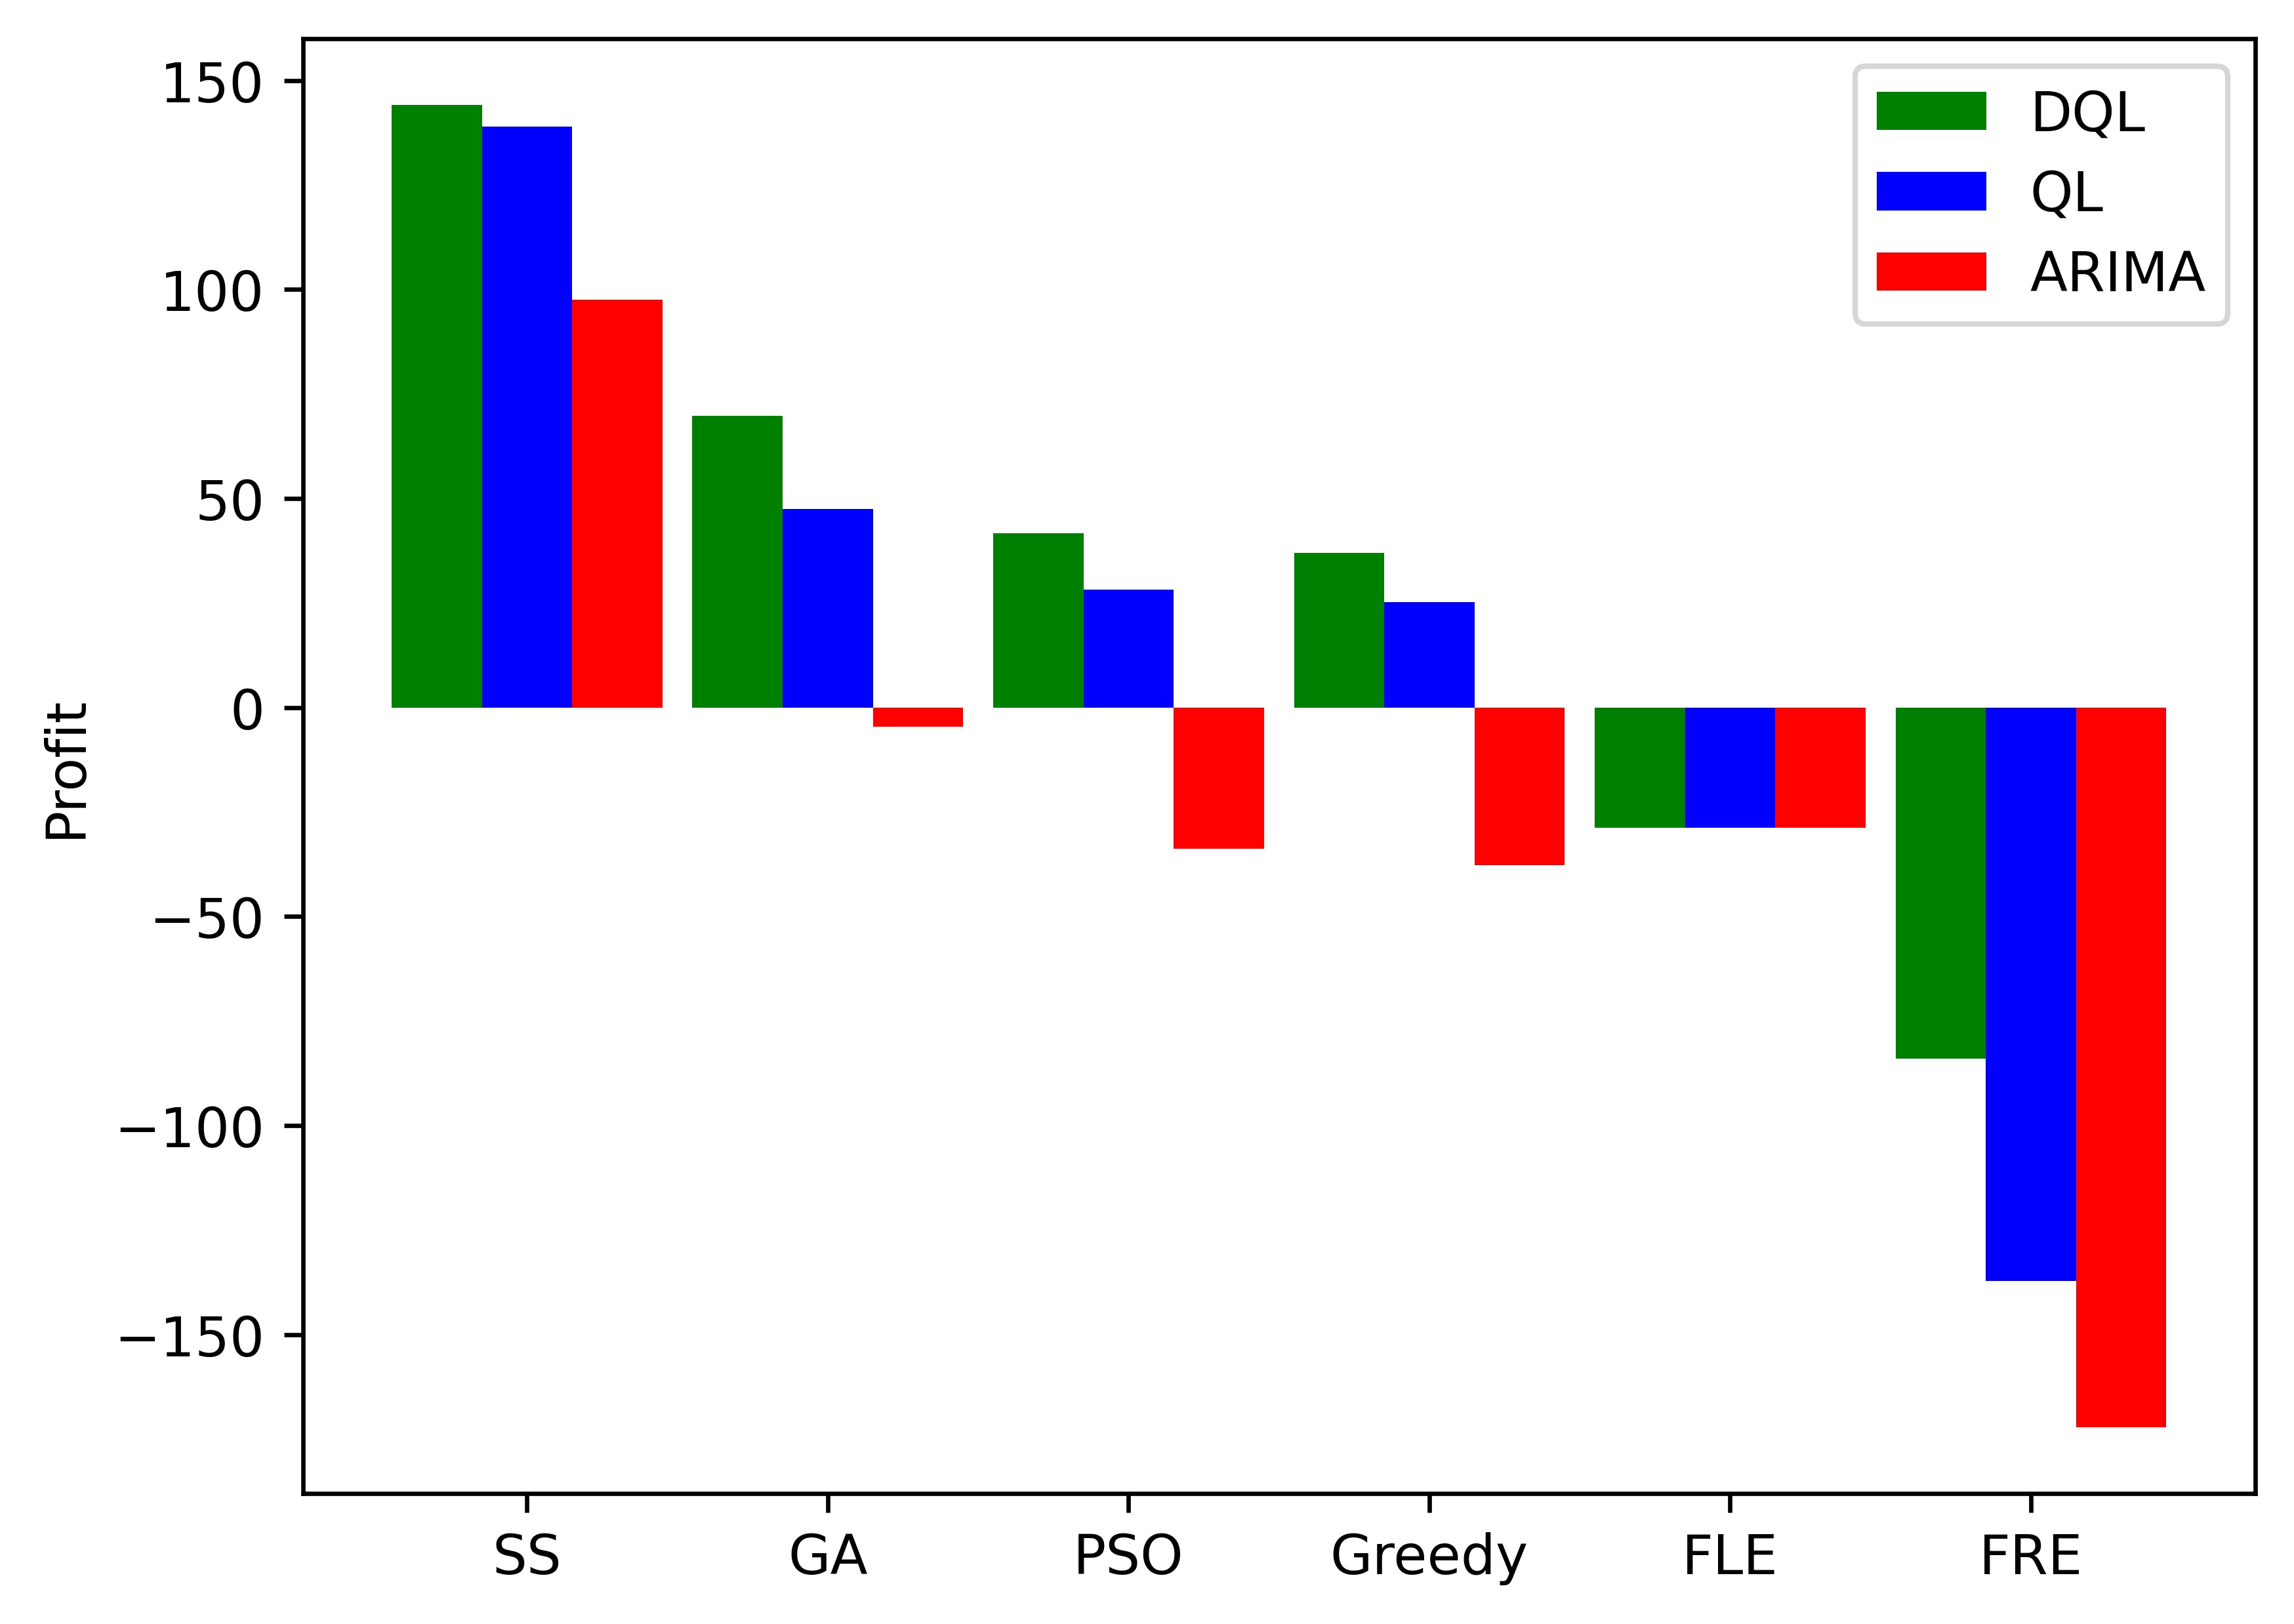 150
100
50
0
−50
−100
−150
Profit
DQL
QL
ARIMA
SS GA PSO Greedy FLE FRE